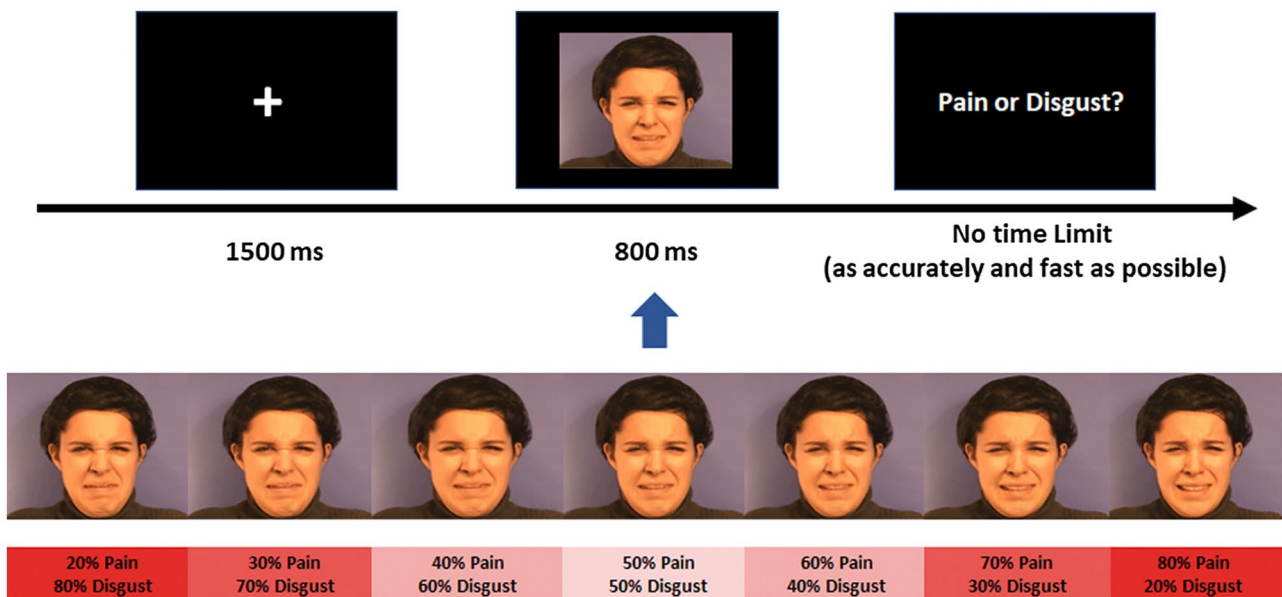 Pain or Disgust?
1500 ms
800 ms
No time Limit
(as accurately and fast as possible)
20% Pain
80% Disgust
30% Pain
70% Disgust
40% Pain
60% Disgust
50% Pain
50% Disgust
60% Pain
40% Disgust
70% Pain
30% Disgust
80% Pain
20% Disgust